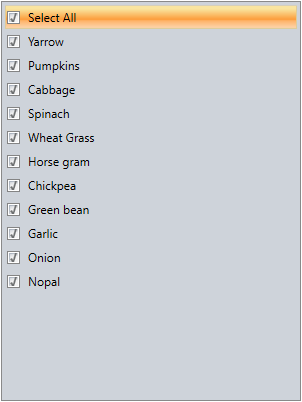 Select All
Yarrow
Pumpkins
Cabbage
Spinach
Wheat Grass
Horse gram
Chickpea
Green bean
Garlic
Onion
Nopal